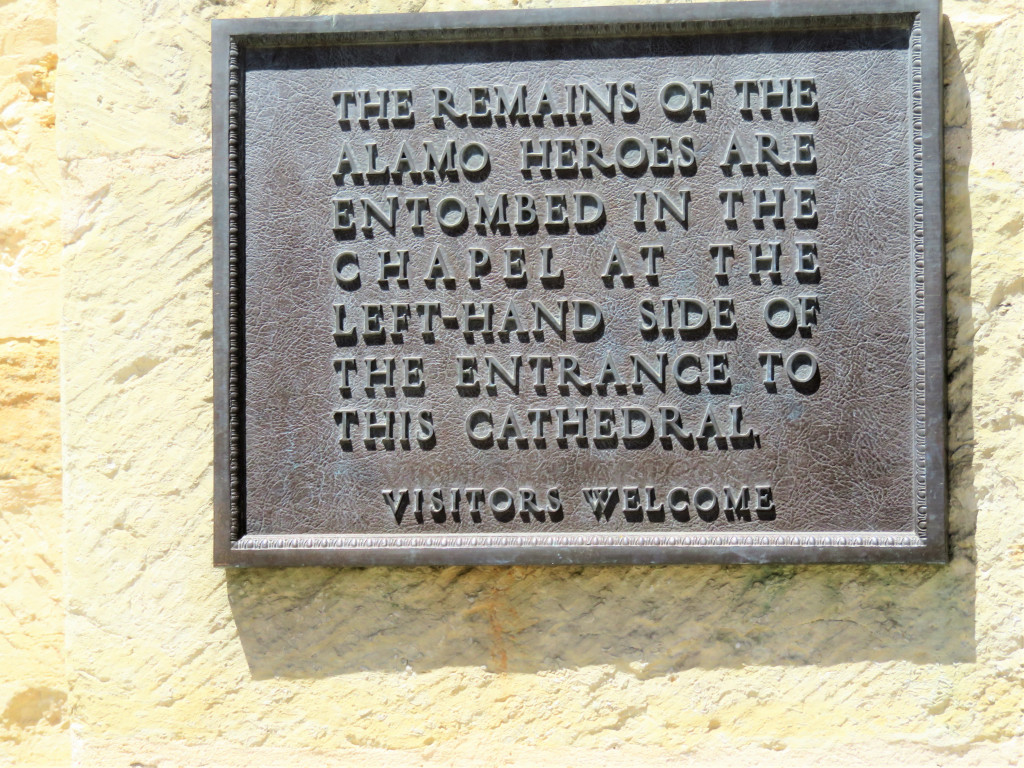 THE REMAINS OF THE
ALAMO HEROES ARE
ENTOMBED IN THE
CHAPEL AT THE
LEFT-HAND SIDE OF
THE ENTRANCE TO
THIS CATHEDRAL.
VISITORS WELCOME